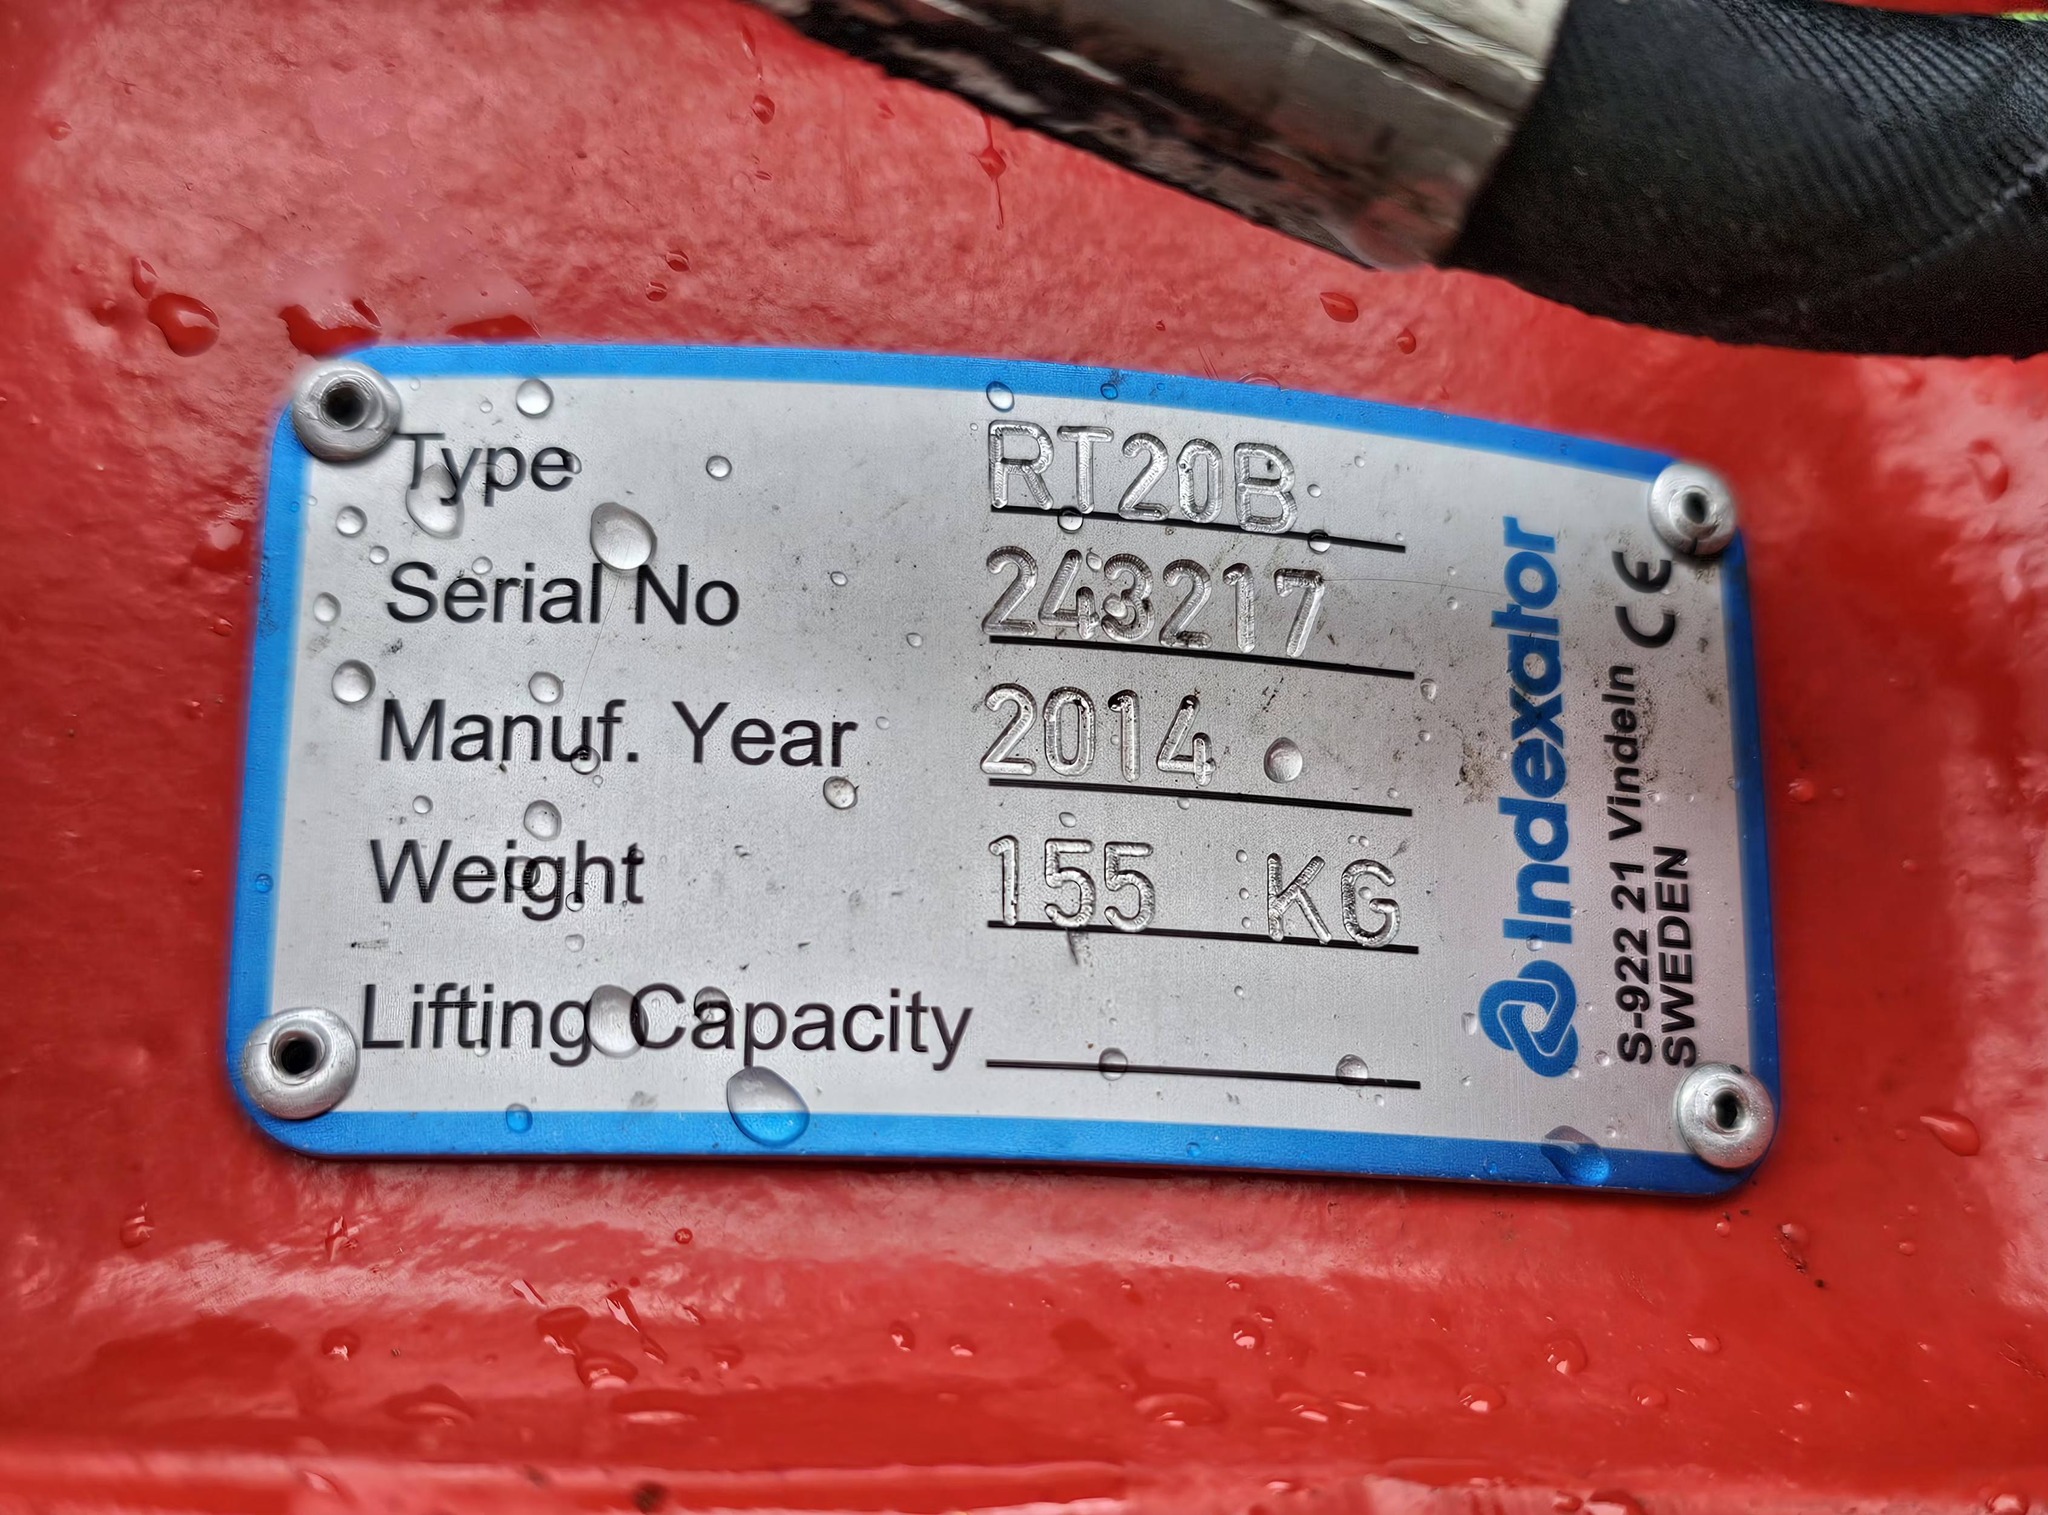 Type RT20B
Serial No 243217
Manuf. Year 2014
Weight 155 KG
Lifting Capacity
Indexator
S-922 21 Vindeln CE
SWEDEN